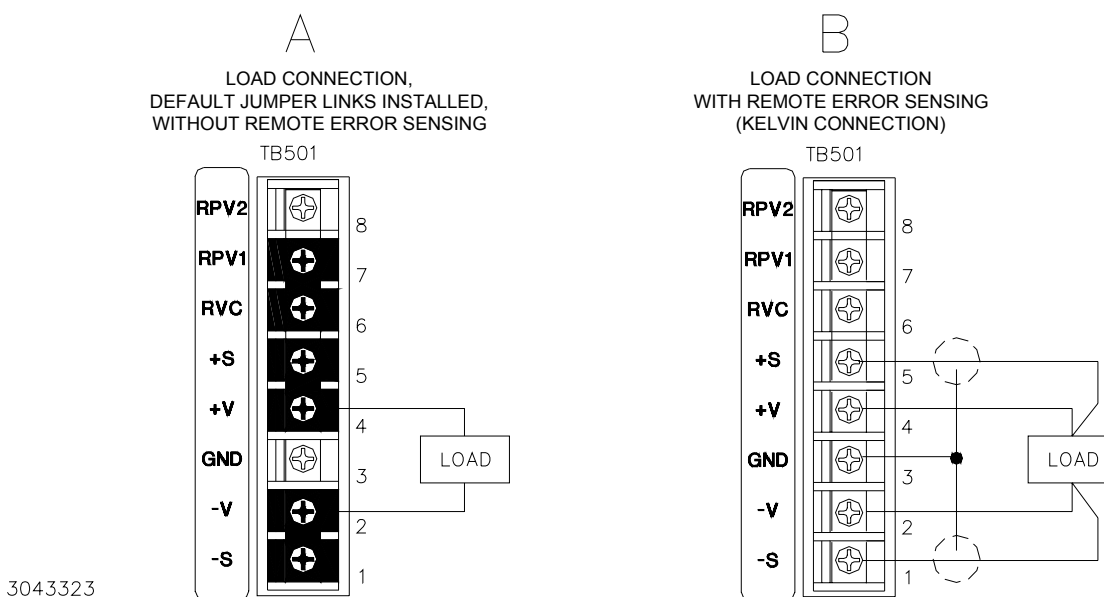 A
LOAD CONNECTION,
DEFAULT JUMPER LINKS INSTALLED,
WITHOUT REMOTE ERROR SENSING
TB501
RPV2
8
RPV1
7
RVC
6
+S
5
+V
4
GND
3
LOAD
-V
2
-S
1
B
LOAD CONNECTION
WITH REMOTE ERROR SENSING
(KELVIN CONNECTION)
TB501
RPV2
8
RPV1
7
RVC
6
+S
5
+V
4
GND
3
LOAD
-V
2
-S
1
3043323